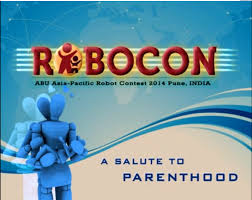 ROBOCON
ABU Asia-Pacific Robot Contest 2014 Pune, INDIA
A SALUTE TO
PARENTHOOD